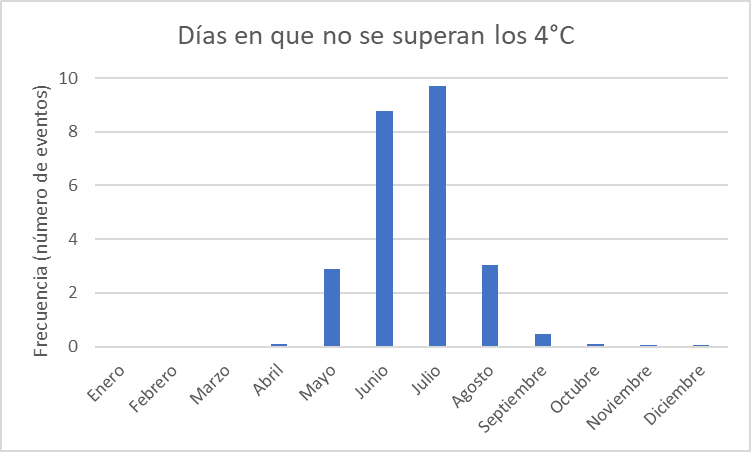 Días en que no se superan los 4°C
Frecuencia (número de eventos)
10
8
6
4
2
0
Enero
Febrero
Marzo
Abril
Mayo
Junio
Julio
Agosto
Septiembre
Octubre
Noviembre
Diciembre